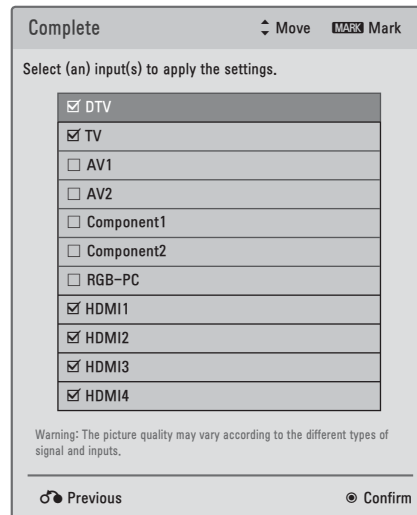 Complete Move MARK Mark
Select (an) input(s) to apply the settings.
DTV
TV
AV1
AV2
Component1
Component2
RGB-PC
HDMI1
HDMI2
HDMI3
HDMI4
Warning: The picture quality may vary according to the different types of
signal and inputs.
Previous Confirm